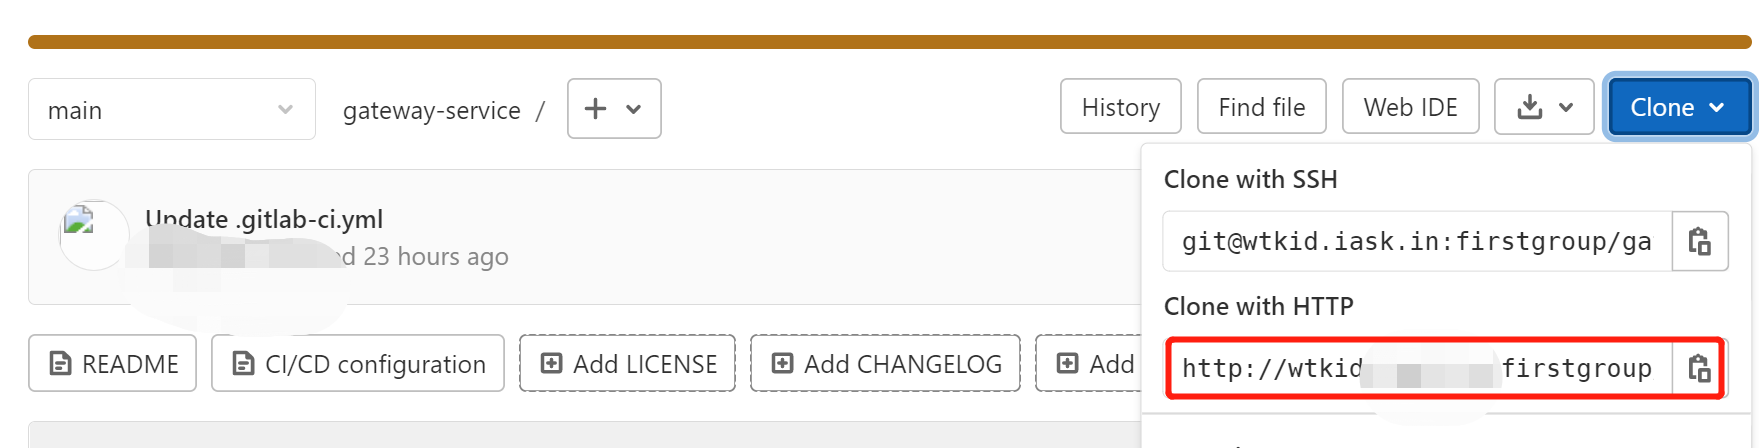 main
gateway-service /
History
Find file
Web IDE
Clone
Clone with SSH
git@wtkid.iask.in:firstgroup/ga
Clone with HTTP
http://wtkid firstgroup
Update .gitlab-ci.yml
23 hours ago
README
CI/CD configuration
Add LICENSE
Add CHANGELOG
Add